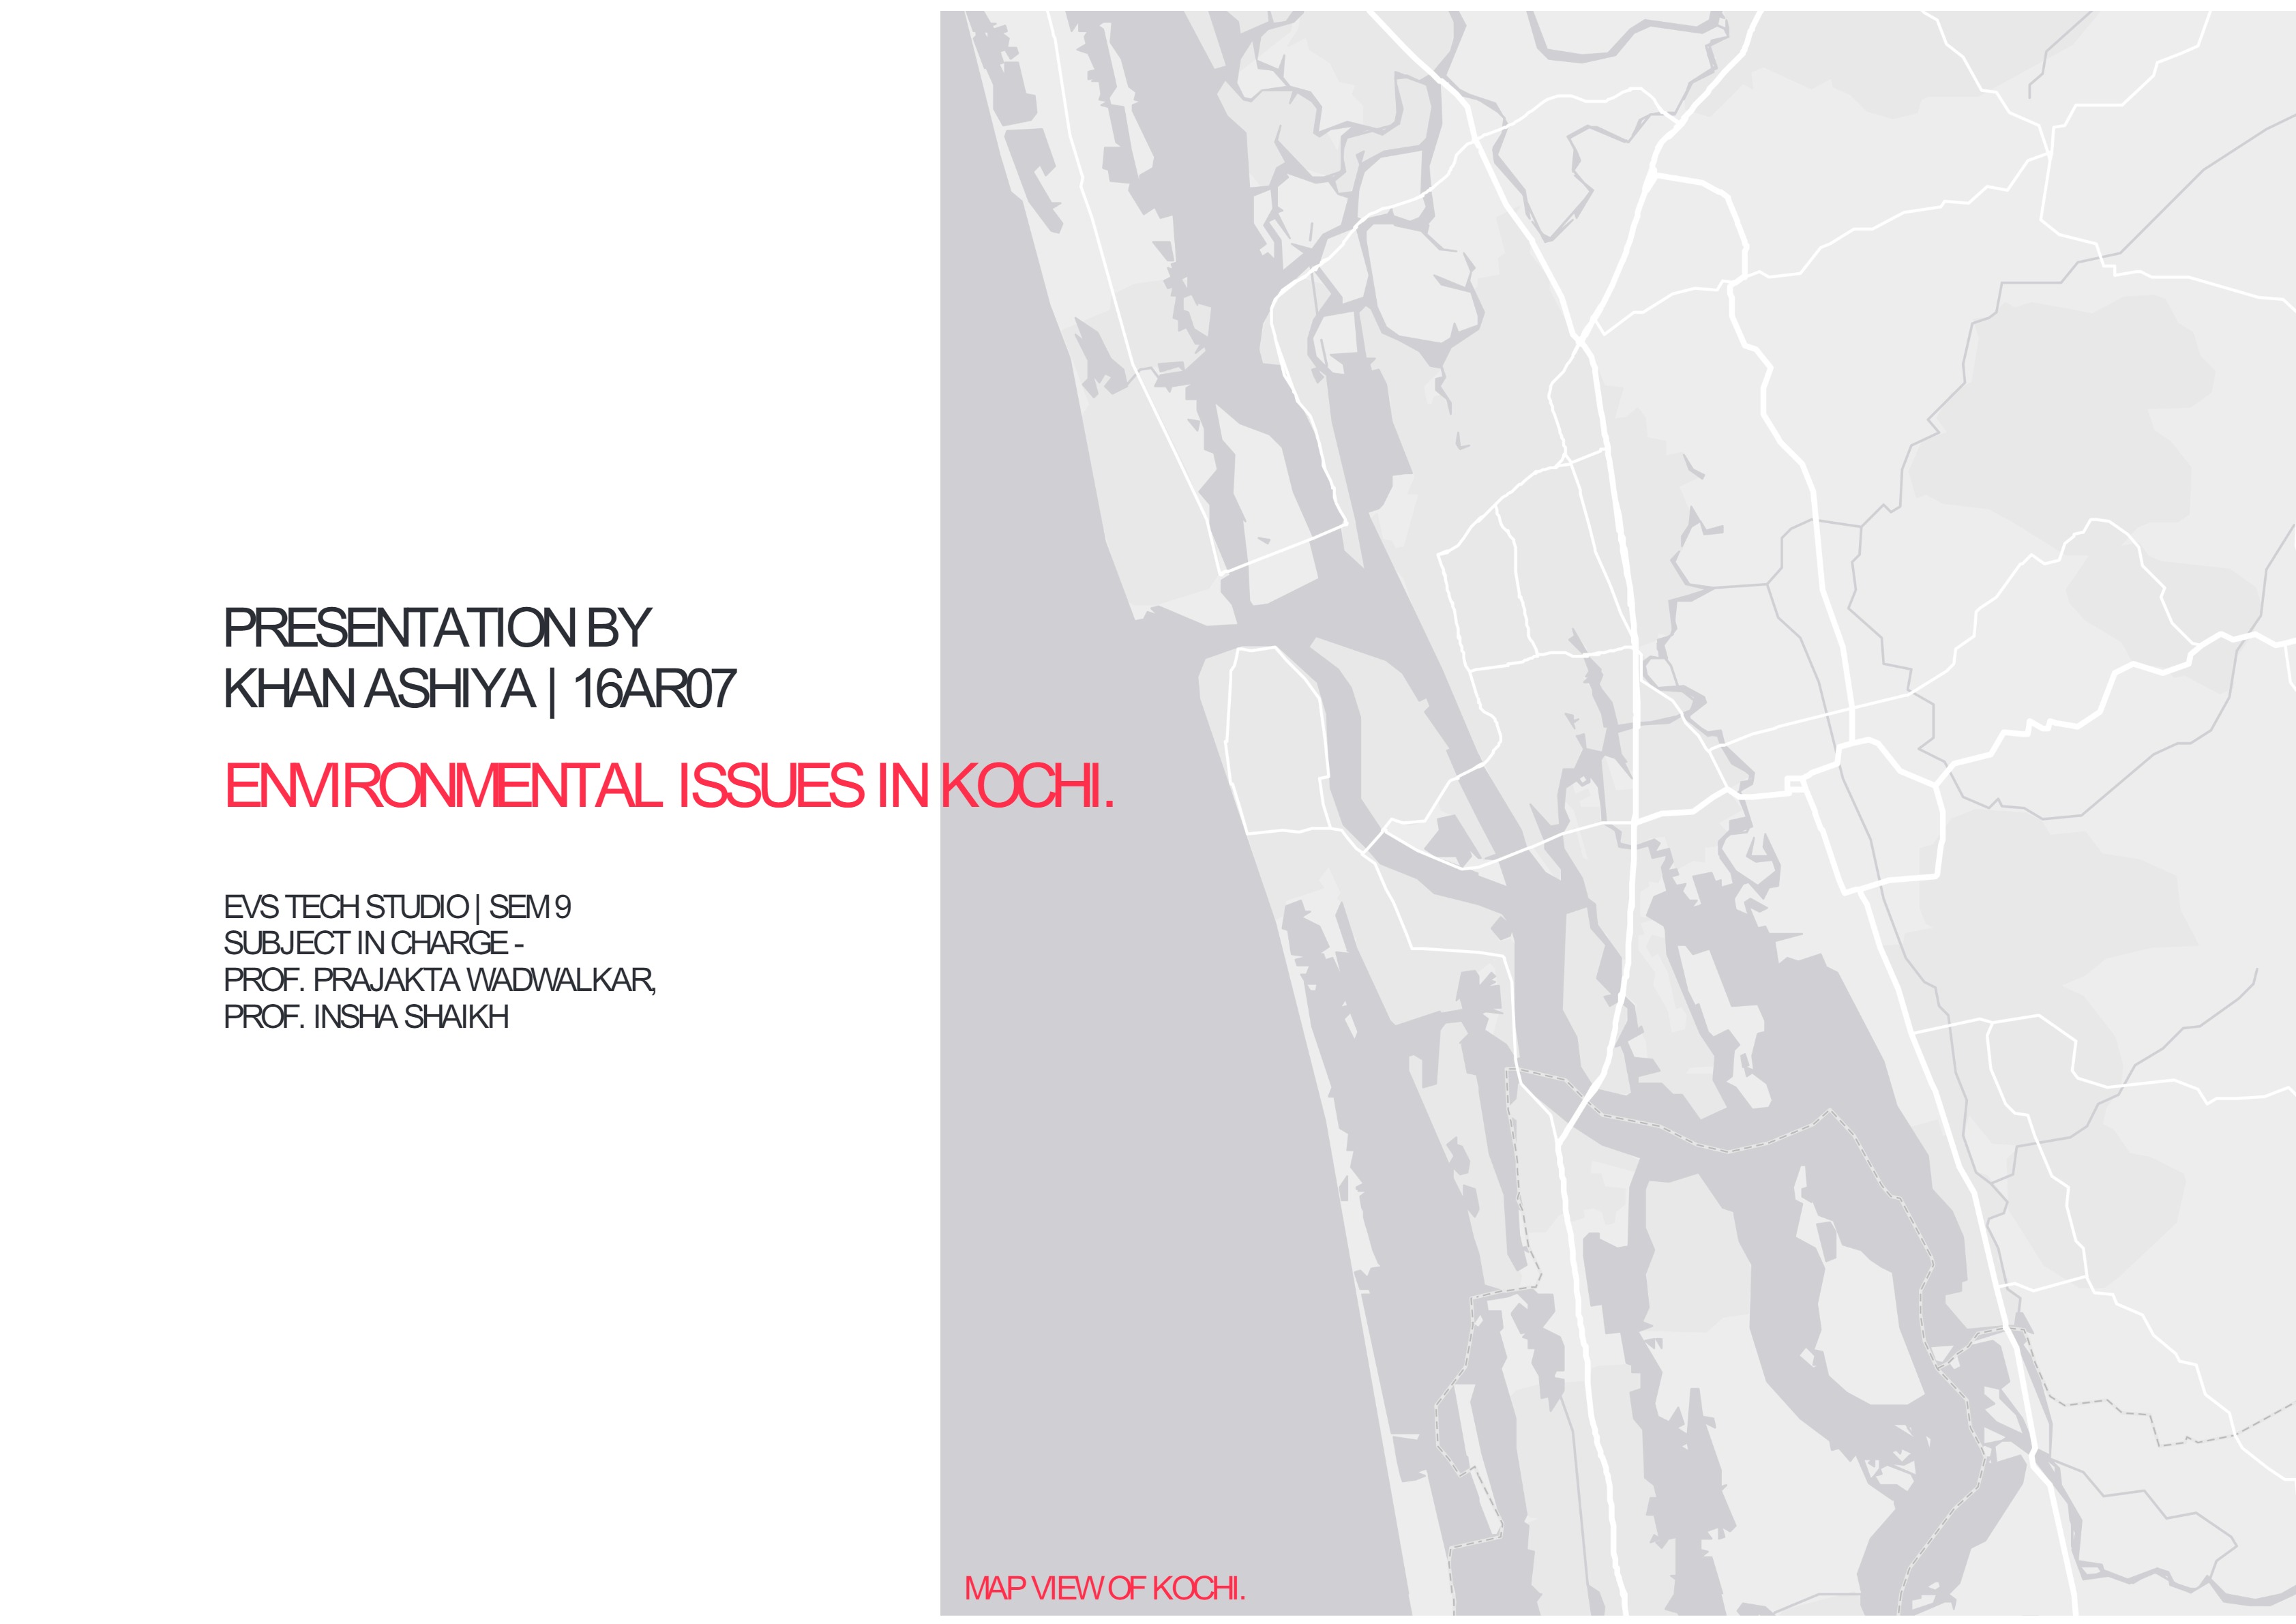 PRESENTATION BY
KHAN ASHIYA | 16AR07
ENVIRONMENTAL ISSUES IN KOCHI.
EVS TECH STUDIO | SEM 9
SUBJECT IN CHARGE -
PROF. PRAJAKTA WADWALKAR,
PROF. INSHA SHAIKH
MAP VIEW OF KOCHI.